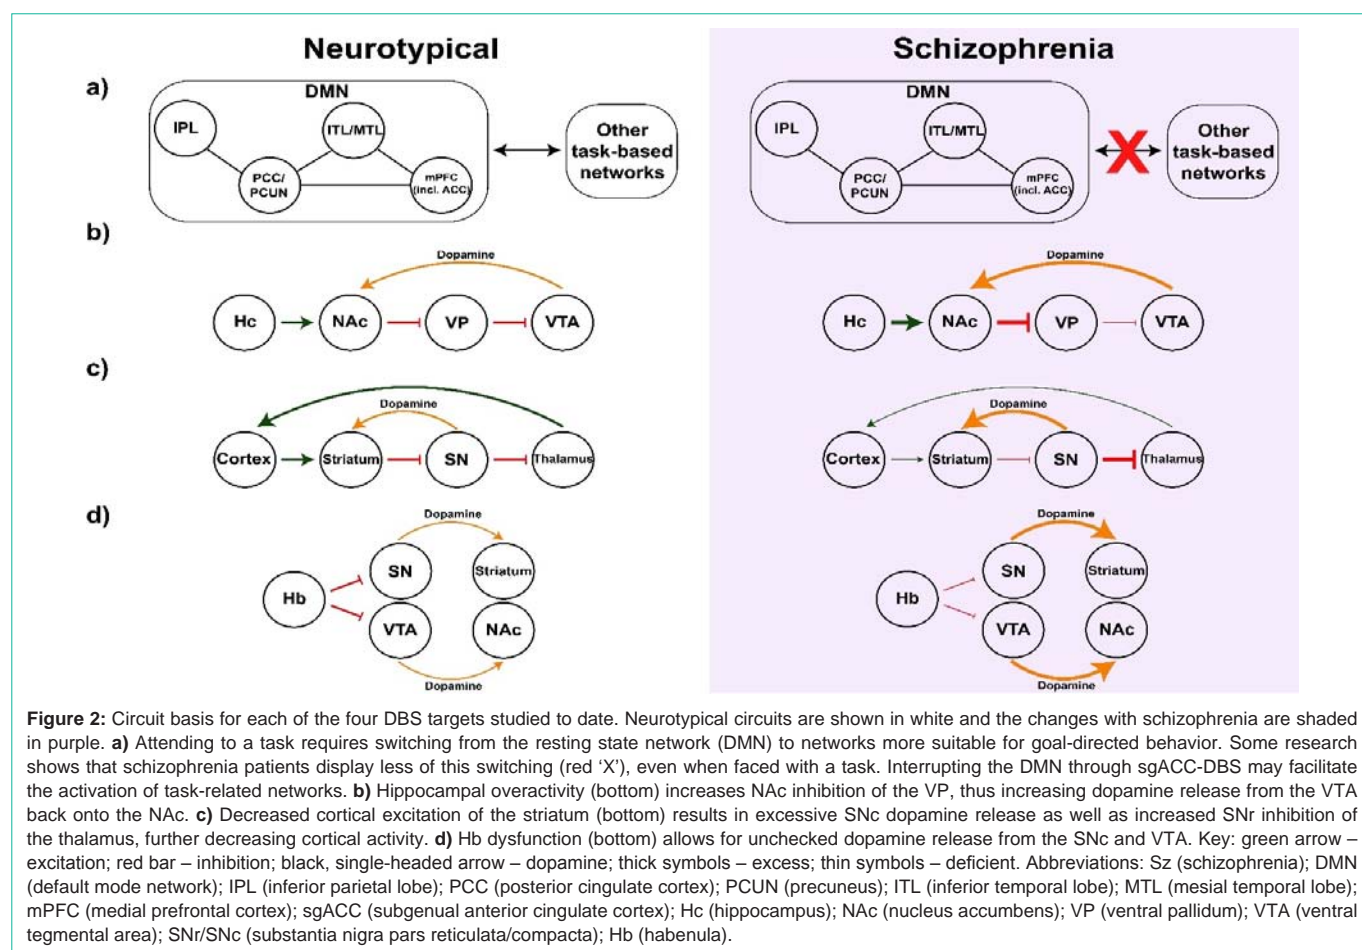 Neurotypical
Schizophrenia
a)
DMN
IPL
ITL/MTL
PCC/
PCUN
mPFC
(incl. ACC)
Other
task-based
networks
DMN
IPL
ITL/MTL
PCC/
PCUN
mPFC
(incl. ACC)
X
Other
task-based
networks
b)
Dopamine
Hc
NAc
VP
VTA
Dopamine
Hc
NAc
VP
VTA
c)
Dopamine
Cortex
Striatum
SN
Thalamus
Dopamine
Cortex
Striatum
SN
Thalamus
d)
Dopamine
SN
Striatum
Hb
VTA
NAc
Dopamine
Dopamine
SN
Striatum
Hb
VTA
NAc
Dopamine
Figure 2: Circuit basis for each of the four DBS targets studied to date. Neurotypical circuits are shown in white and the changes with schizophrenia are shaded
in purple. a) Attending to a task requires switching from the resting state network (DMN) to networks more suitable for goal-directed behavior. Some research
shows that schizophrenia patients display less of this switching (red ‘X’), even when faced with a task. Interrupting the DMN through sgACC-DBS may facilitate
the activation of task-related networks. b) Hippocampal overactivity (bottom) increases NAc inhibition of the VP, thus increasing dopamine release from the VTA
back onto the NAc. c) Decreased cortical excitation of the striatum (bottom) results in excessive SNc dopamine release as well as increased SNr inhibition of
the thalamus, further decreasing cortical activity. d) Hb dysfunction (bottom) allows for unchecked dopamine release from the SNc and VTA. Key: green arrow –
excitation; red bar – inhibition; black, single-headed arrow – dopamine; thick symbols – excess; thin symbols – deficient. Abbreviations: Sz (schizophrenia); DMN
(default mode network); IPL (inferior parietal lobe); PCC (posterior cingulate cortex); PCUN (precuneus); ITL (inferior temporal lobe); MTL (mesial temporal lobe);
mPFC (medial prefrontal cortex); sgACC (subgenual anterior cingulate cortex); Hc (hippocampus); NAc (nucleus accumbens); VP (ventral pallidum); VTA (ventral
tegmental area); SNr/SNc (substantia nigra pars reticulata/compacta); Hb (habenula).